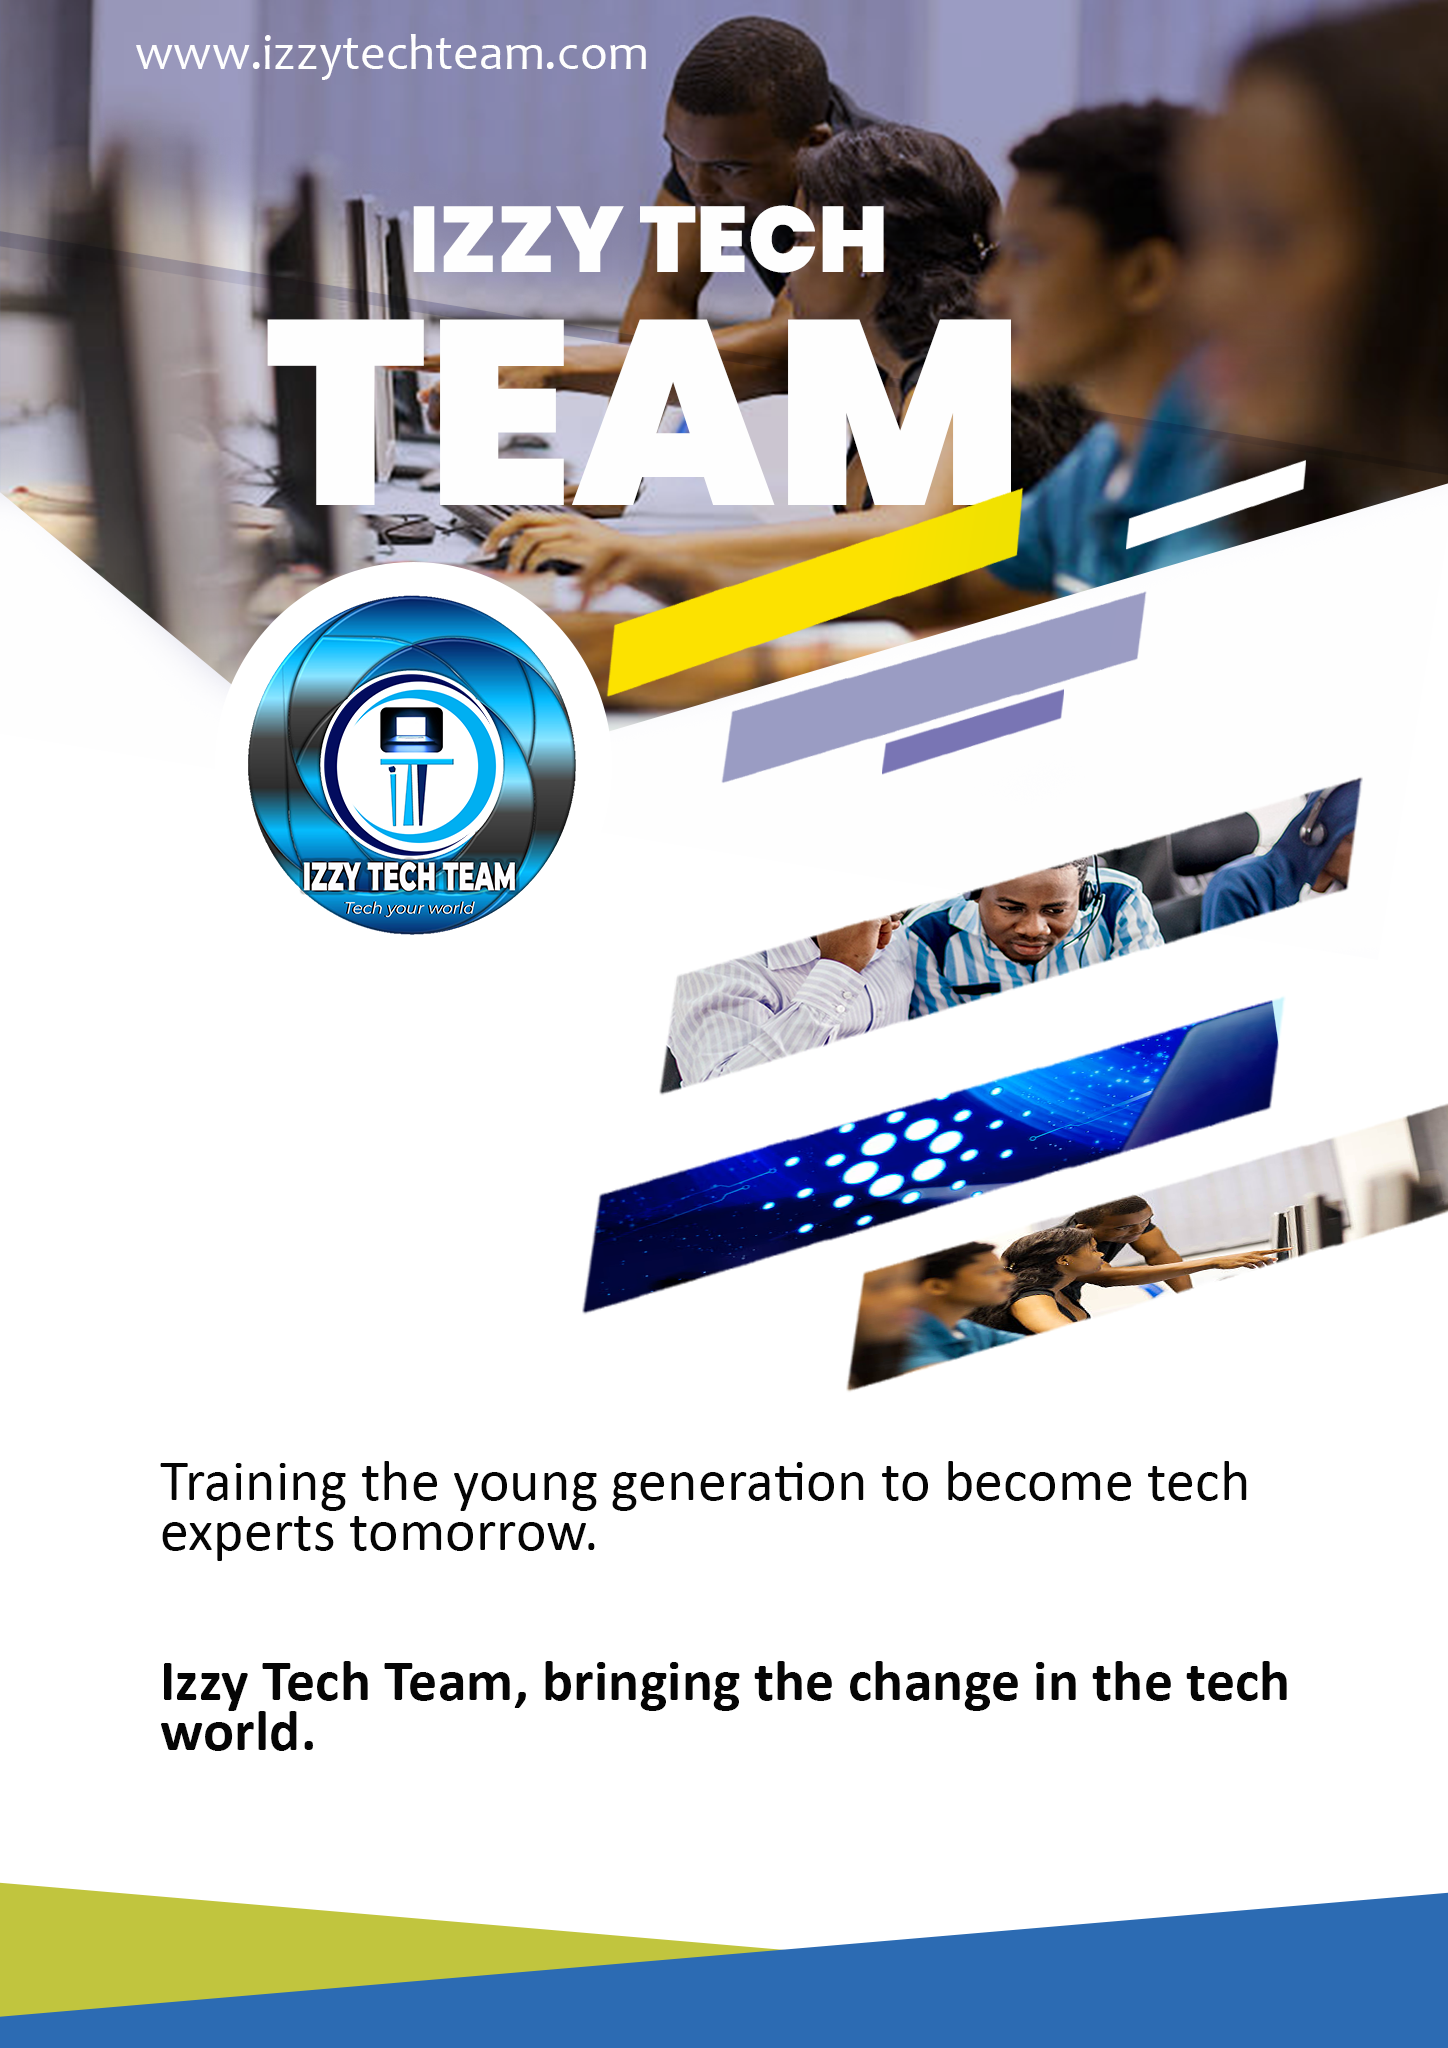 www.izzytechteam.com
IZZY TECH
TEAM
IZZY TECH TEAM
Tech your world
Training the young generation to become tech
experts tomorrow.
Izzy Tech Team, bringing the change in the tech
world.